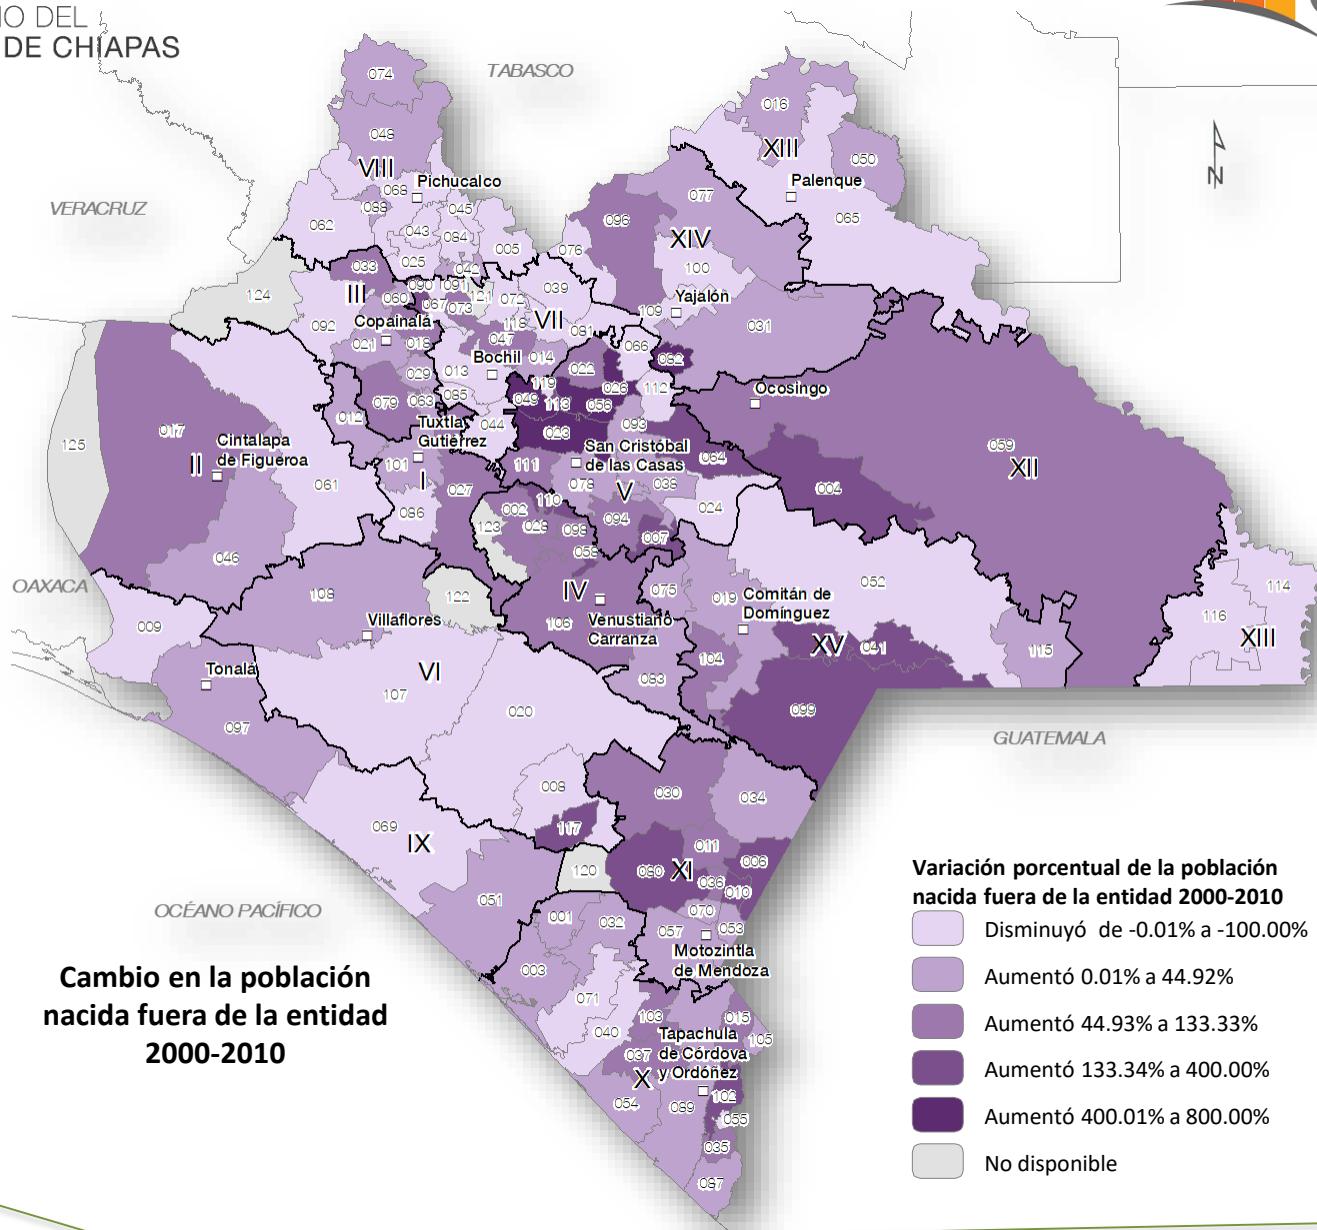 NO DEL
DE CHIAPAS
TABASCO
VERACRUZ
OAXACA
GUATEMALA
OCÉANO PACÍFICO
N
074
016
048
XIII
050
VIII
068
Pichucalco
Palenque
077
088
045
096
065
062
043
084
XIV
005
076
025
042
100
033
090
091
039
124
III
060
121
072
Yajalón
067
073
109
092
118
VII
031
Copainalá
081
047
066
021
018
Bochil
014
082
013
022
029
119
026
112
Ocosingo
085
049
113
056
079
063
012
017
044
093
Tuxtla
Gutiérrez
023
059
125
Cintalapa
de Figueroa
San Cristóbal
de las Casas
064
XII
II
101
111
061
I
078
038
004
027
V
110
024
086
002
094
123
028
098
007
058
046
052
114
108
122
IV
075
019
Comitán de
Domínguez
009
Villaflores
106
Venustiano
Carranza
116
XIII
XV
041
115
Tonalá
104
VI
083
107
020
099
097
008
030
034
069
117
IX
011
006
120
080
XI
036
010
051
070
001
032
057
053
Motozintla
de Mendoza
003
071
103
015
040
Tapachula
de Córdova
y Ordóñez
105
037
X
054
089
102
055
035
087
Cambio en la población
nacida fuera de la entidad
2000-2010
Variación porcentual de la población
nacida fuera de la entidad 2000-2010
Disminuyó de -0.01% a -100.00%
Aumentó 0.01% a 44.92%
Aumentó 44.93% a 133.33%
Aumentó 133.34% a 400.00%
Aumentó 400.01% a 800.00%
No disponible